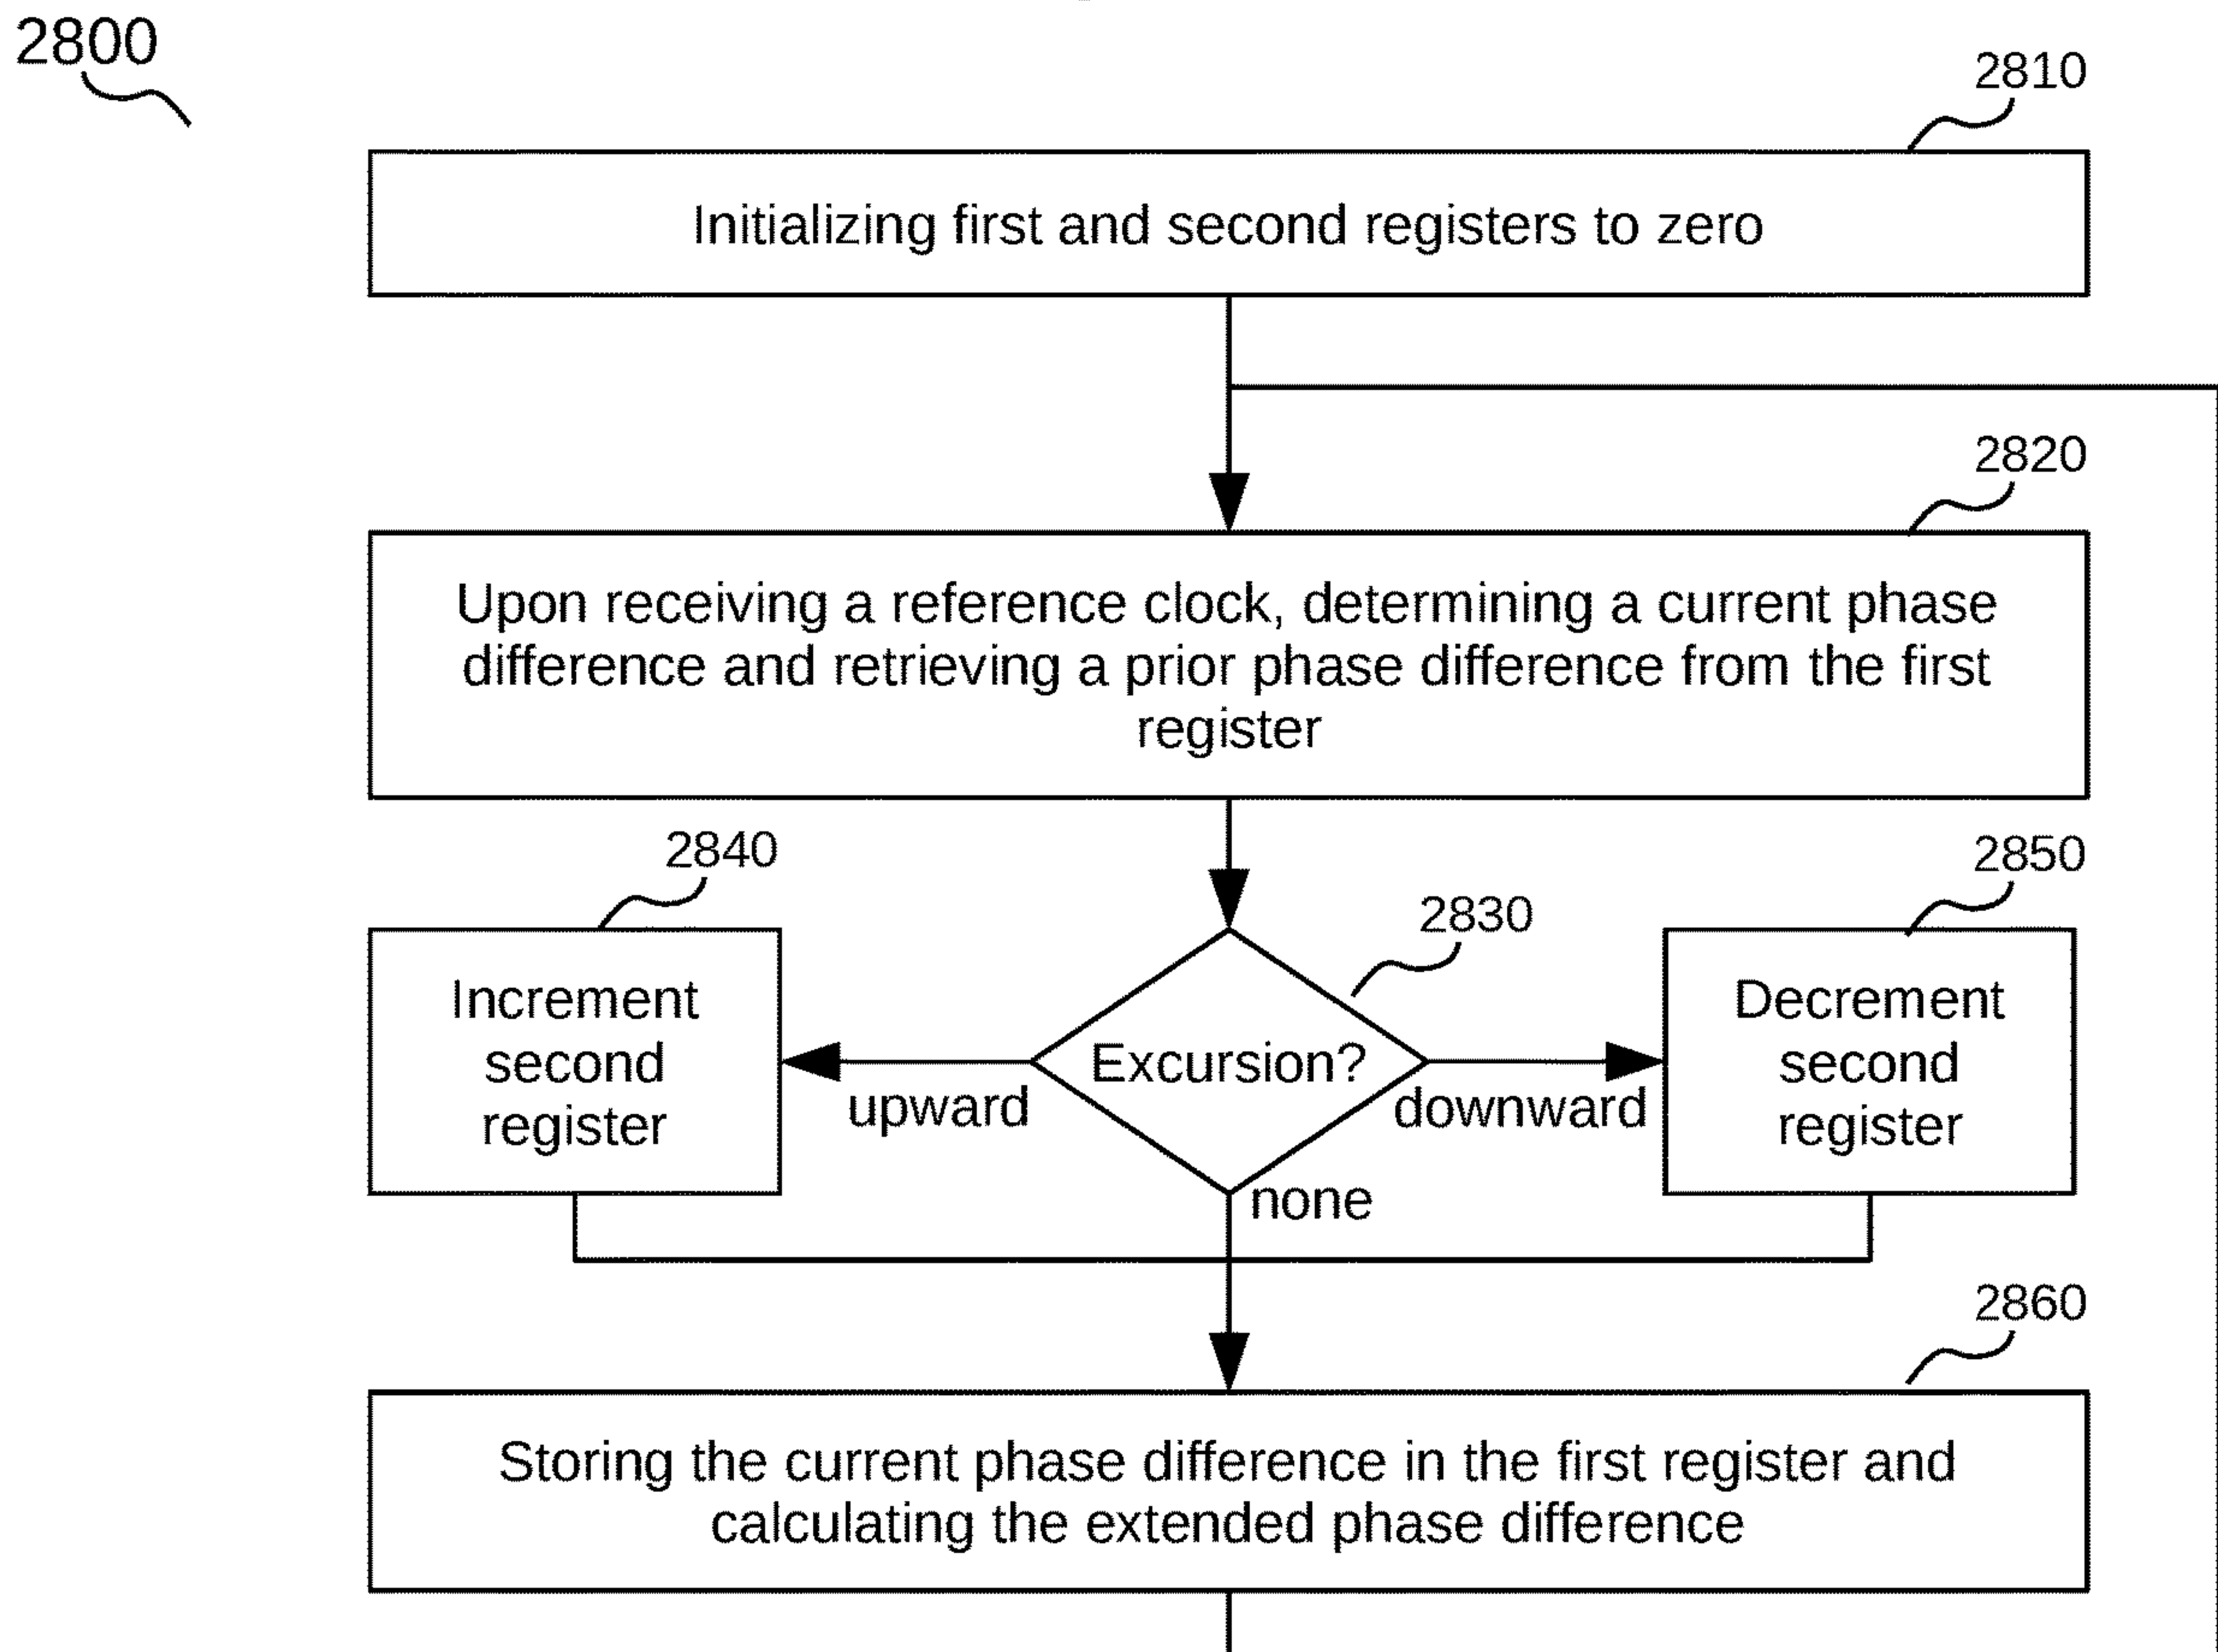 2800
2810
Initializing first and second registers to zero
2820
Upon receiving a reference clock, determining a current phase
difference and retrieving a prior phase difference from the first
register
2840
2850
2830
Increment
second
register
Excursion?
Decrement
second
register
upward
downward
none
2860
Storing the current phase difference in the first register and
calculating the extended phase difference